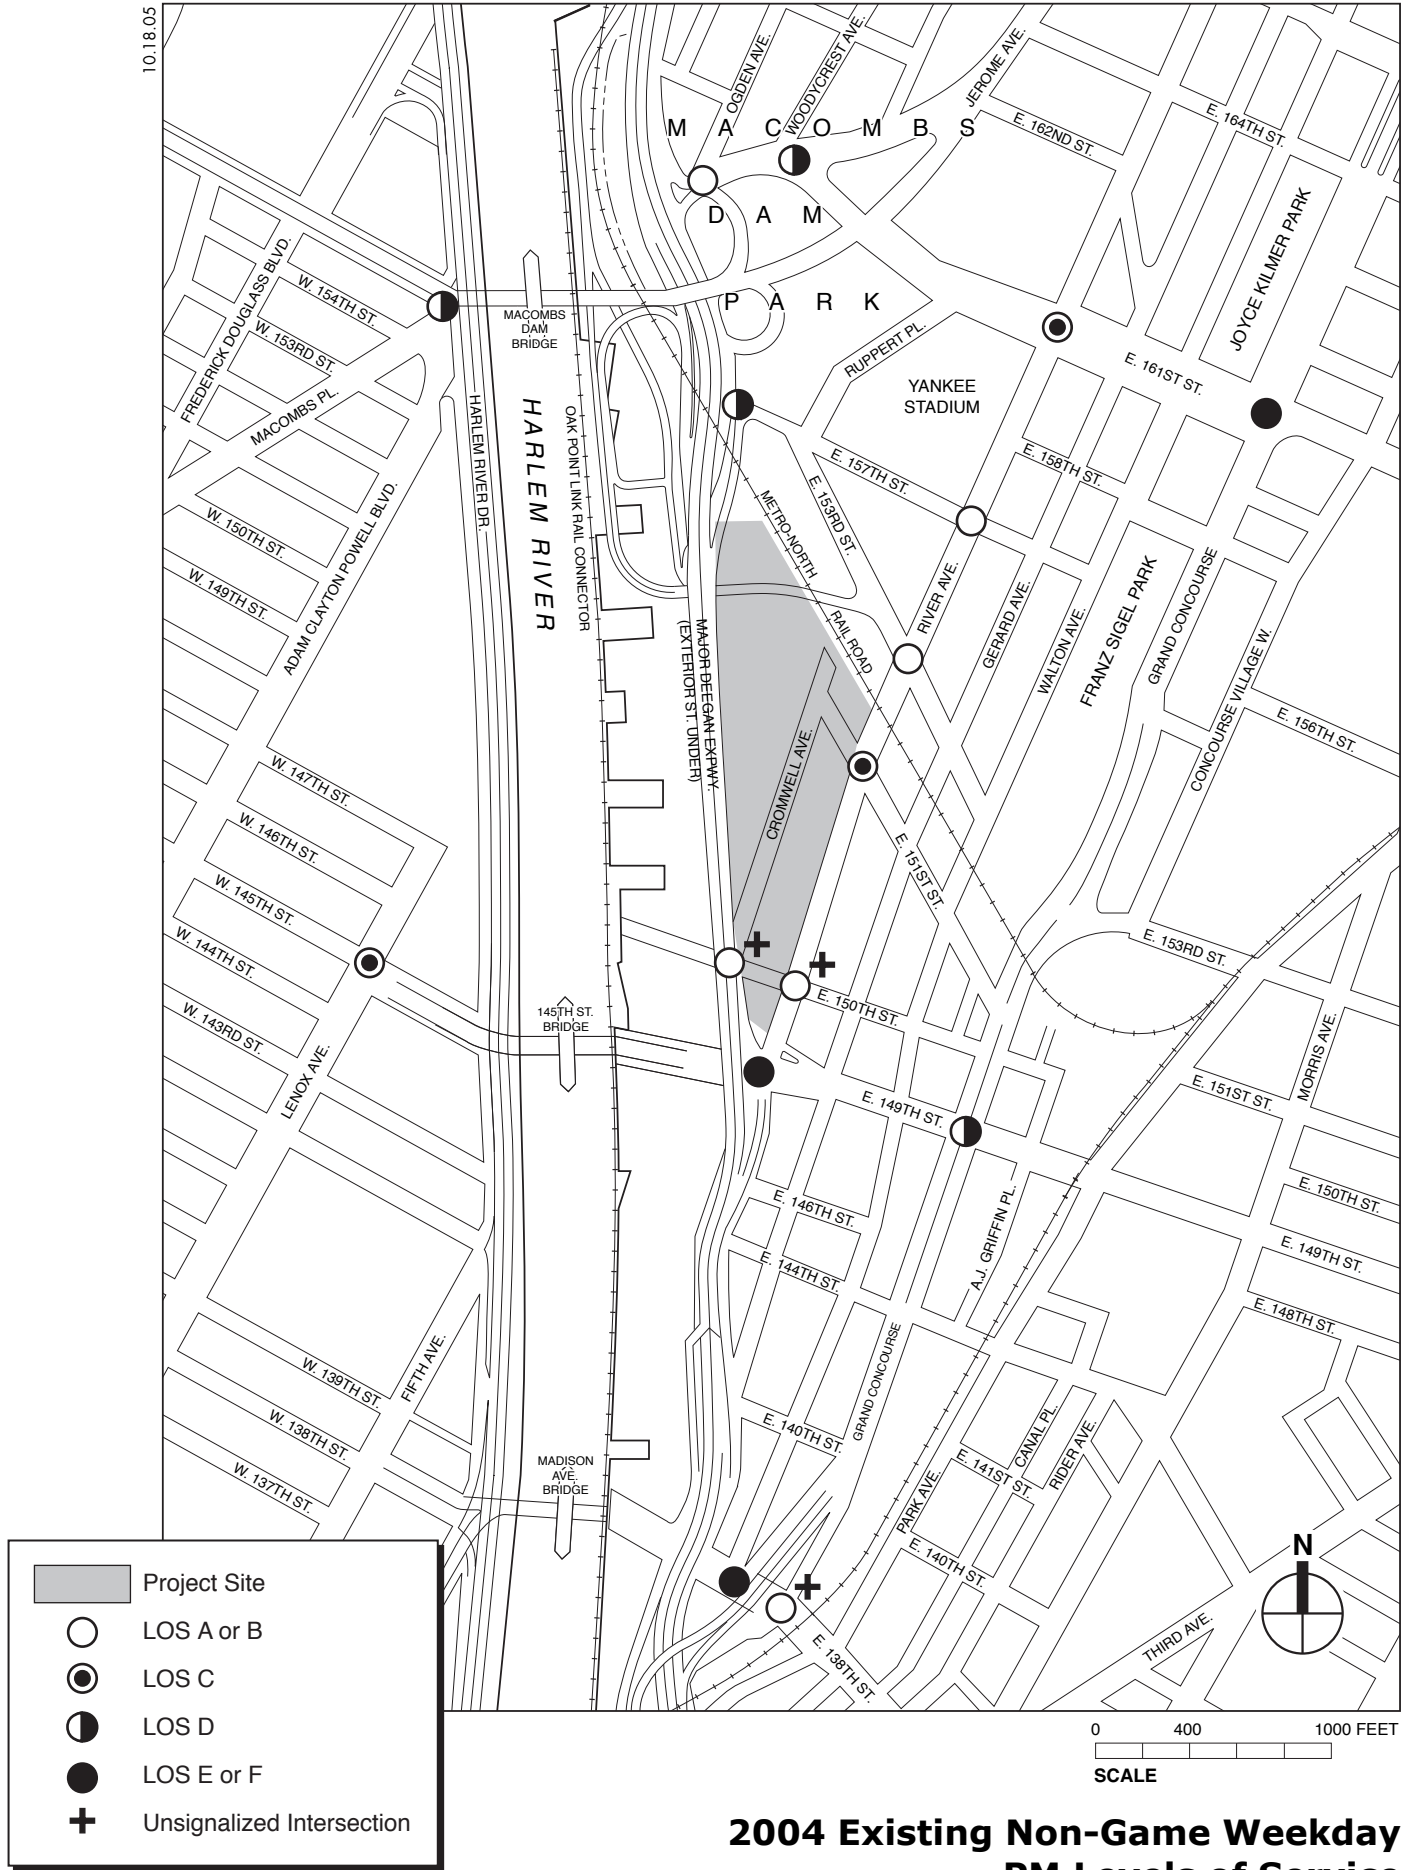 10.18.05
OGDEN AVE.
WOODYCREST AVE.
JEROME AVE.
E. 162ND ST.
E. 164TH ST.
MACOMBS
DAM
PARK
JOYCE KILMER PARK
FREDERICK DOUGLASS BLVD.
W. 154TH ST.
W. 153RD ST.
MACOMBS PL.
MACOMBS
DAM
BRIDGE
RUPPERT PL.
YANKEE
STADIUM
E. 161ST ST.
HARLEM RIVER DR.
HARLEM RIVER
OAK POINT LINK RAIL CONNECTOR
E. 157TH ST.
E. 158TH ST.
E. 153RD ST.
METRO-NORTH
RAIL ROAD
W. 150TH ST.
W. 149TH ST.
ADAM CLAYTON POWELL BLVD.
RIVER AVE.
GERARD AVE.
WALTON AVE.
FRANZ SIGEL PARK
GRAND CONCOURSE
CONCOURSE VILLAGE W.
E. 156TH ST.
MAJOR DEEGAN EXPWY.
(EXTERIOR ST. UNDER)
CROMWELL AVE.
E. 151ST ST.
W. 147TH ST.
W. 146TH ST.
W. 145TH ST.
W. 144TH ST.
W. 143RD ST.
LENOX AVE.
145TH ST.
BRIDGE
E. 150TH ST.
E. 153RD ST.
MORRIS AVE.
E. 151ST ST.
E. 149TH ST.
E. 150TH ST.
E. 149TH ST.
E. 148TH ST.
E. 146TH ST.
E. 144TH ST.
A.J. GRIFFIN PL.
GRAND CONCOURSE
FIFTH AVE.
W. 139TH ST.
W. 138TH ST.
W. 137TH ST.
MADISON
AVE.
BRIDGE
E. 140TH ST.
CANAL PL.
RIDER AVE.
E. 141ST ST.
PARK AVE.
E. 140TH ST.
E. 138TH ST.
THIRD AVE.
N
Project Site
LOS A or B
LOS C
LOS D
LOS E or F
Unsignalized Intersection
0 400 1000 FEET
SCALE
2004 Existing Non-Game Weekday
PM Levels of Service